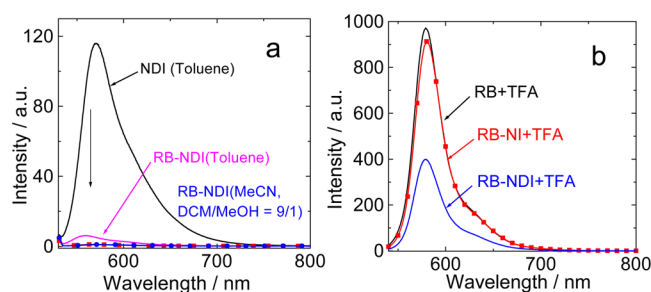 a
120
80
40
0
Intensity / a.u.
NDI (Toluene)
RB-NDI(Toluene)
RB-NDI(MeCN,
DCM/MeOH = 9/1)
600 700 800
Wavelength / nm
b
1000
800
600
400
200
0
Intensity / a.u.
RB+TFA
RB-NI+TFA
RB-NDI+TFA
600 700 800
Wavelength / nm